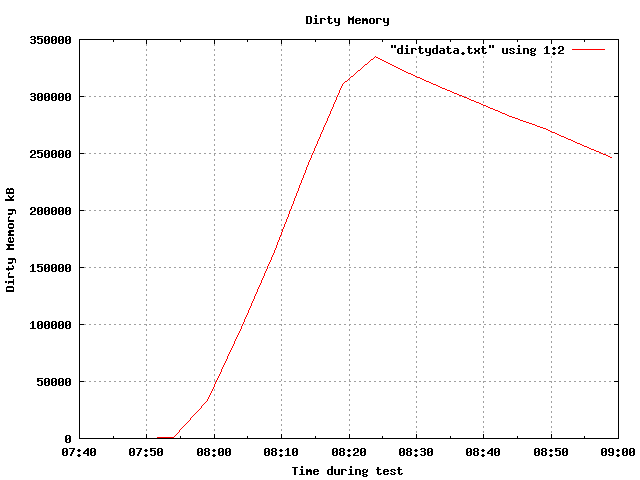 Dirty Memory
350000
"dirtydata.txt" using 1:2
300000
250000
200000
150000
100000
50000
0
Dirty Memory kB
07:40 07:50 08:00 08:10 08:20 08:30 08:40 08:50 09:00
Time during test